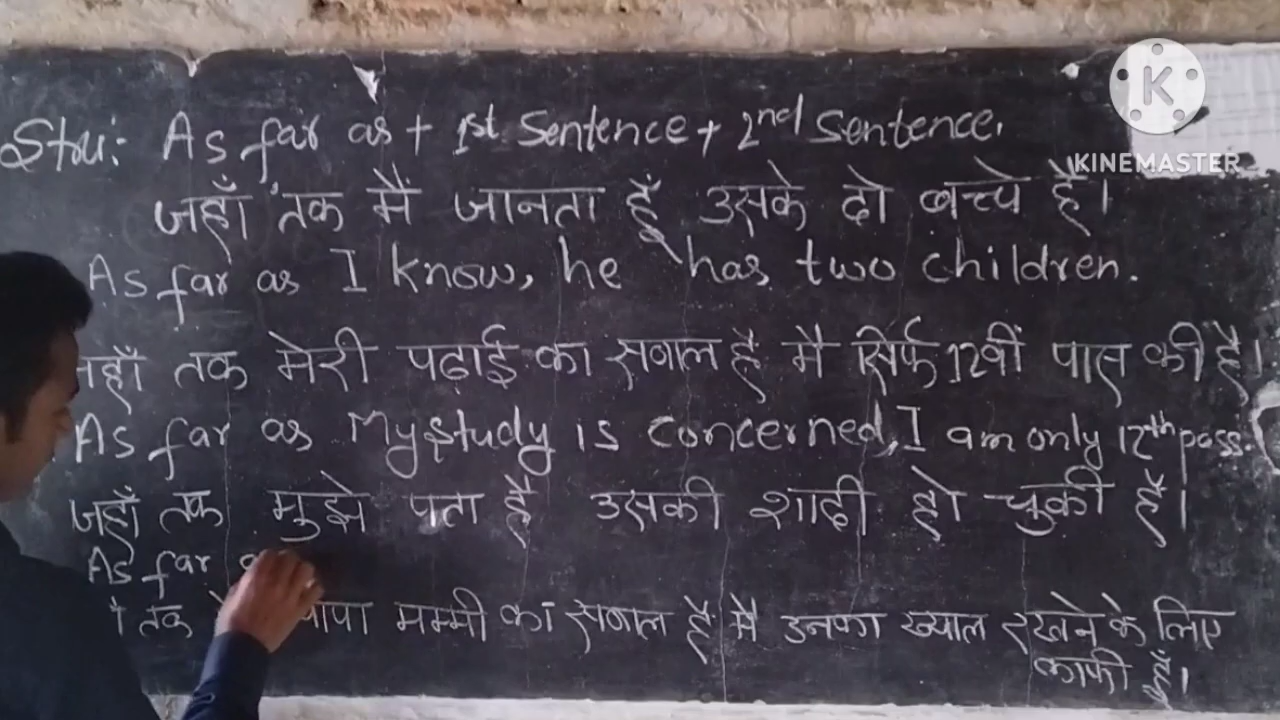 Stru: As far as + 1st Sentence + 2nd Sentence.
जहाँ तक मैं जानता हूँ उसके दो बच्चे हैं।
As far as I know, he has two children.
जहाँ तक मेरी पढ़ाई का सवाल है मै सिर्फ 12वीं पास की है।
As far as My study is concerned, I am only 12th pass.
जहाँ तक मुझे पता है उसकी शादी हो चुकी है।
As far
तक पापा मम्मी का सवाल है मै उनका ख्याल रखने के लिए
काफी हूँ।
K
KINEMASTER